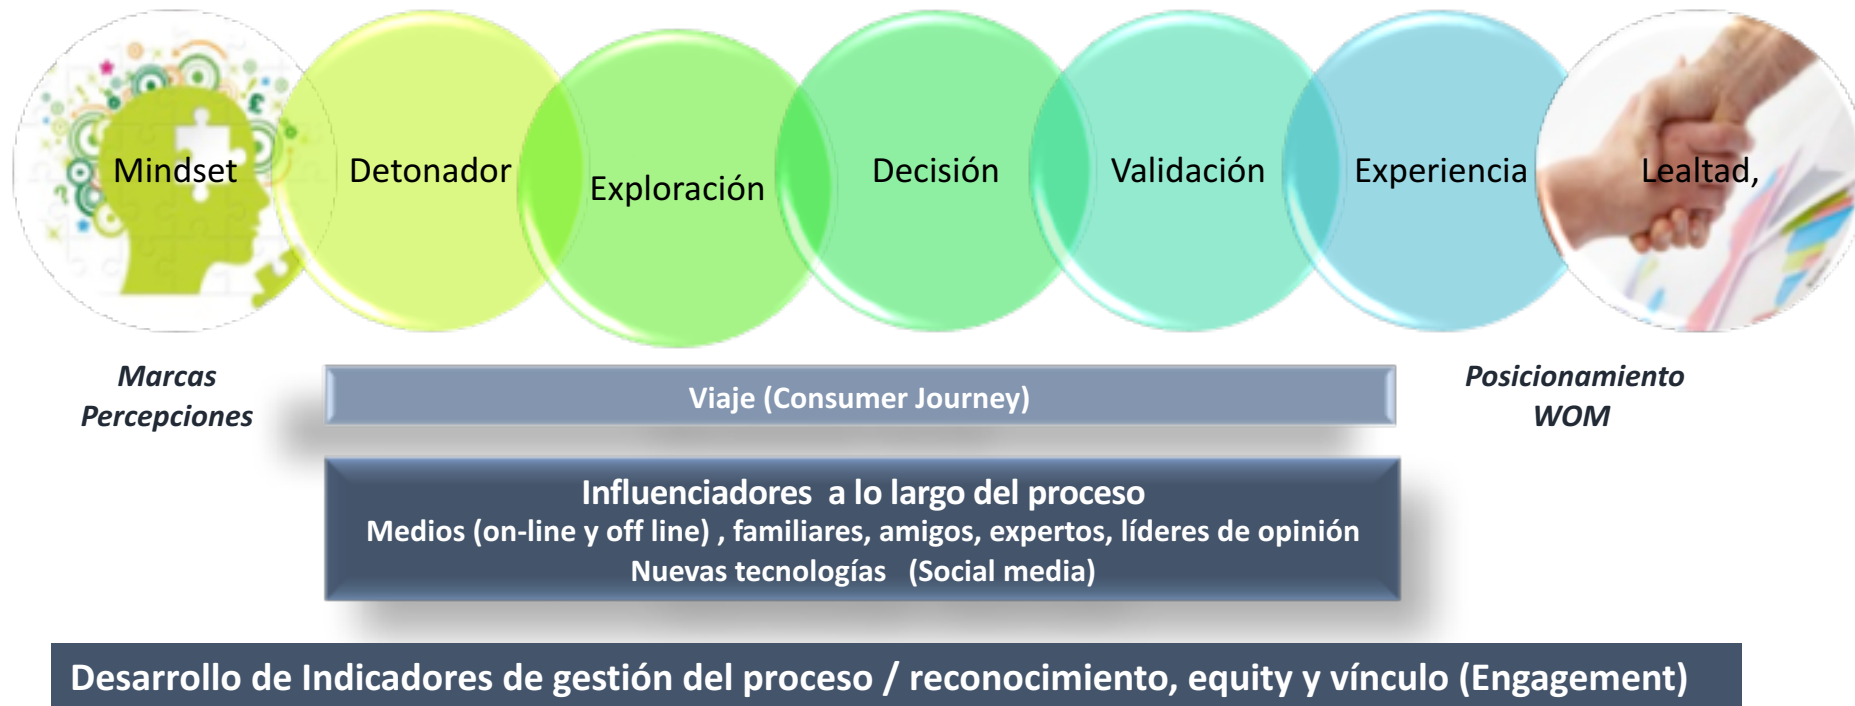 Mindset
Detonador
Exploración
Decisión
Validación
Experiencia
Lealtad,
Marcas
Percepciones
Viaje (Consumer Journey)
Posicionamiento
WOM
Influenciadores a lo largo del proceso
Medios (on-line y off line) , familiares, amigos, expertos, líderes de opinión
Nuevas tecnologías (Social media)
Desarrollo de Indicadores de gestión del proceso / reconocimiento, equity y vínculo (Engagement)